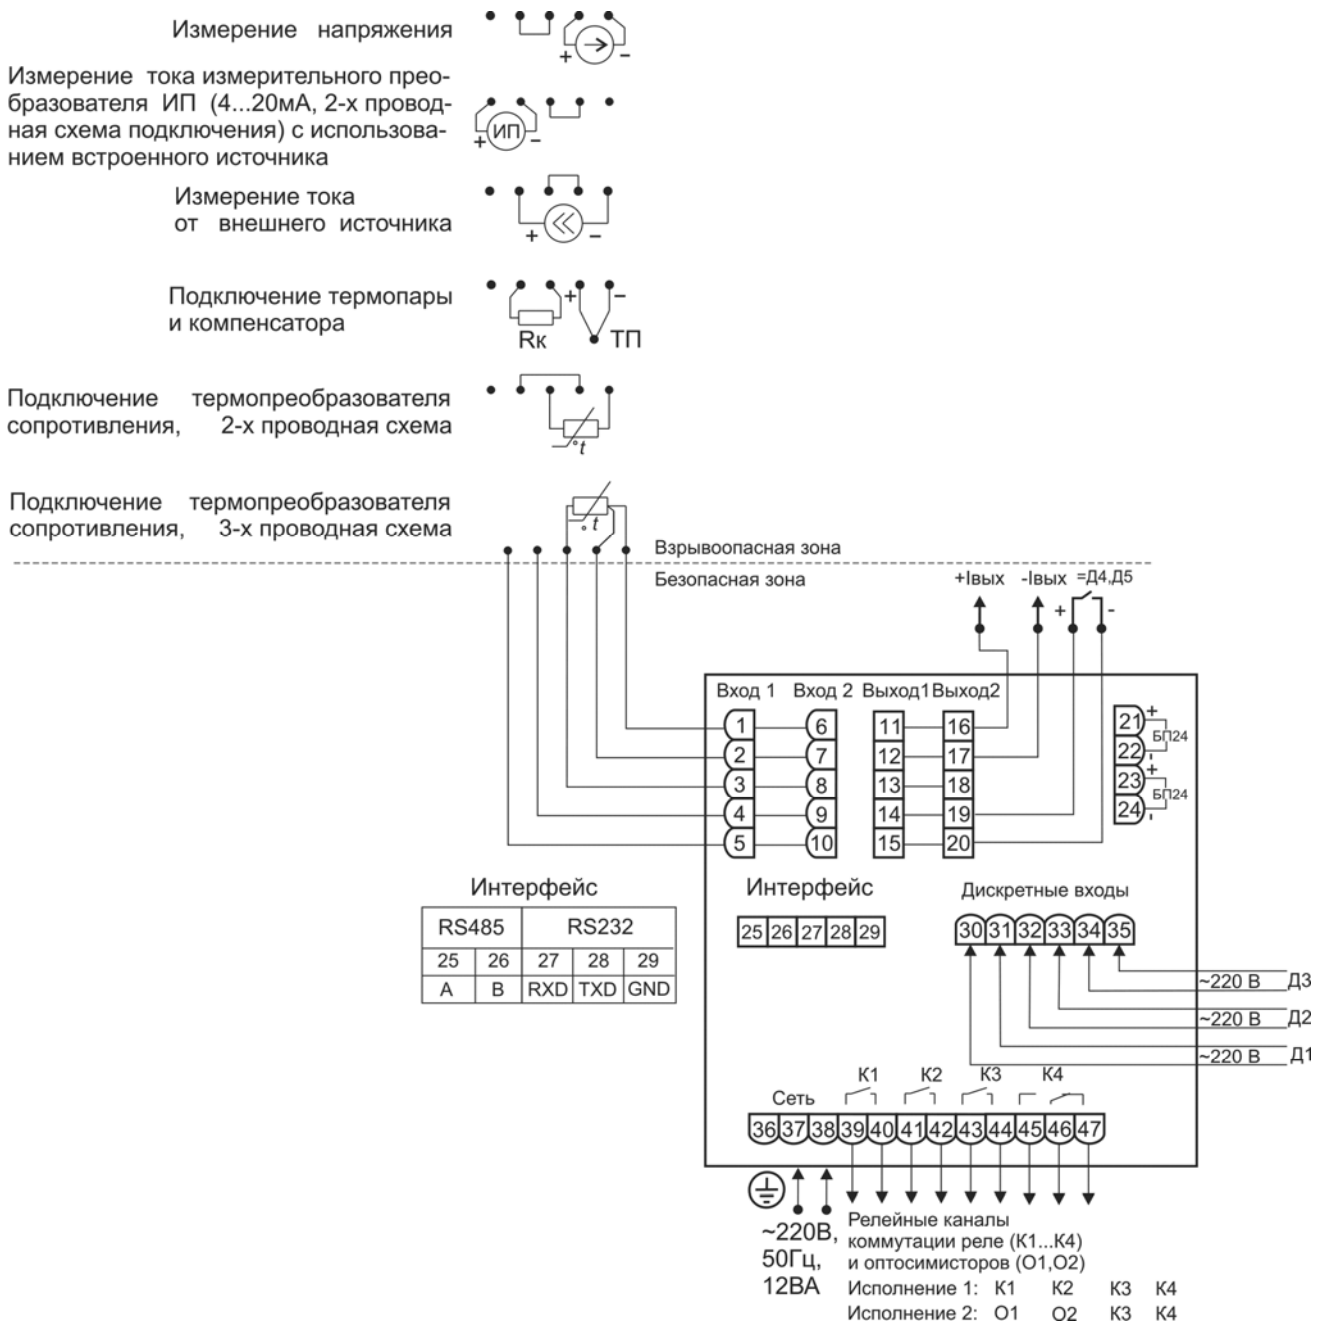 Измерение напряжения
+ −
Измерение тока измерительного прео-
бразователя ИП (4...20мА, 2-х провод-
ная схема подключения) с использова-
нием встроенного источника
ИП
+ −
Измерение тока
от внешнего источника
+ −
Подключение термопары
и компенсатора
+ −
Rк ТП
Подключение термопреобразователя
сопротивления, 2-х проводная схема
°t
Подключение термопреобразователя
сопротивления, 3-х проводная схема
°t
Взрывоопасная зона
Безопасная зона
+Iвых -Iвых =Д4,Д5
+ -
Вход 1 Вход 2 Выход1 Выход2
1 6 11 16 21 + БП24
2 7 12 17 22 -
3 8 13 18 23 + БП24
4 9 14 19 24 -
5 10 15 20
Интерфейс
RS485 RS232
25 26 27 28 29
A B RXD TXD GND
Интерфейс
25 26 27 28 29
Дискретные входы
30 31 32 33 34 35
~220 В Д3
~220 В Д2
~220 В Д1
К1 К2 К3 К4
Сеть
36 37 38 39 40 41 42 43 44 45 46 47
~220В,
50Гц,
12ВА
Релейные каналы
коммутации реле (К1...К4)
и оптосимисторов (О1,О2)
Исполнение 1: К1 К2 К3 К4
Исполнение 2: О1 О2 К3 К4